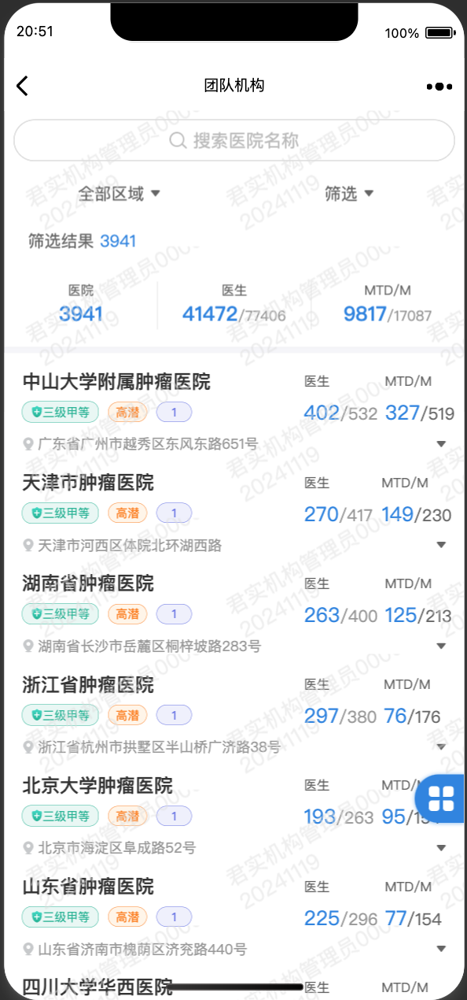 20:51
100%
团队机构
搜索医院名称
全部区域
筛选
筛选结果 3941
医院
医生
MTD/M
3941
41472/77406
9817/17087
中山大学附属肿瘤医院
医生
MTD/M
三级甲等
高潜
1
402/532
327/519
广东省广州市越秀区东风东路651号
天津市肿瘤医院
医生
MTD/M
三级甲等
高潜
1
270/417
149/230
天津市河西区体院北环湖西路
湖南省肿瘤医院
医生
MTD/M
三级甲等
高潜
1
263/400
125/213
湖南省长沙市岳麓区桐梓坡路283号
浙江省肿瘤医院
医生
MTD/M
三级甲等
高潜
1
297/380
76/176
浙江省杭州市拱墅区半山桥广济路38号
北京大学肿瘤医院
医生
MTD/
三级甲等
高潜
1
193/263
95/
北京市海淀区阜成路52号
山东省肿瘤医院
医生
MTD/M
三级甲等
高潜
1
225/296
77/154
山东省济南市槐荫区济兖路440号
四川大学华西医院
医生
MTD/M
君实机构管理员000
20241119